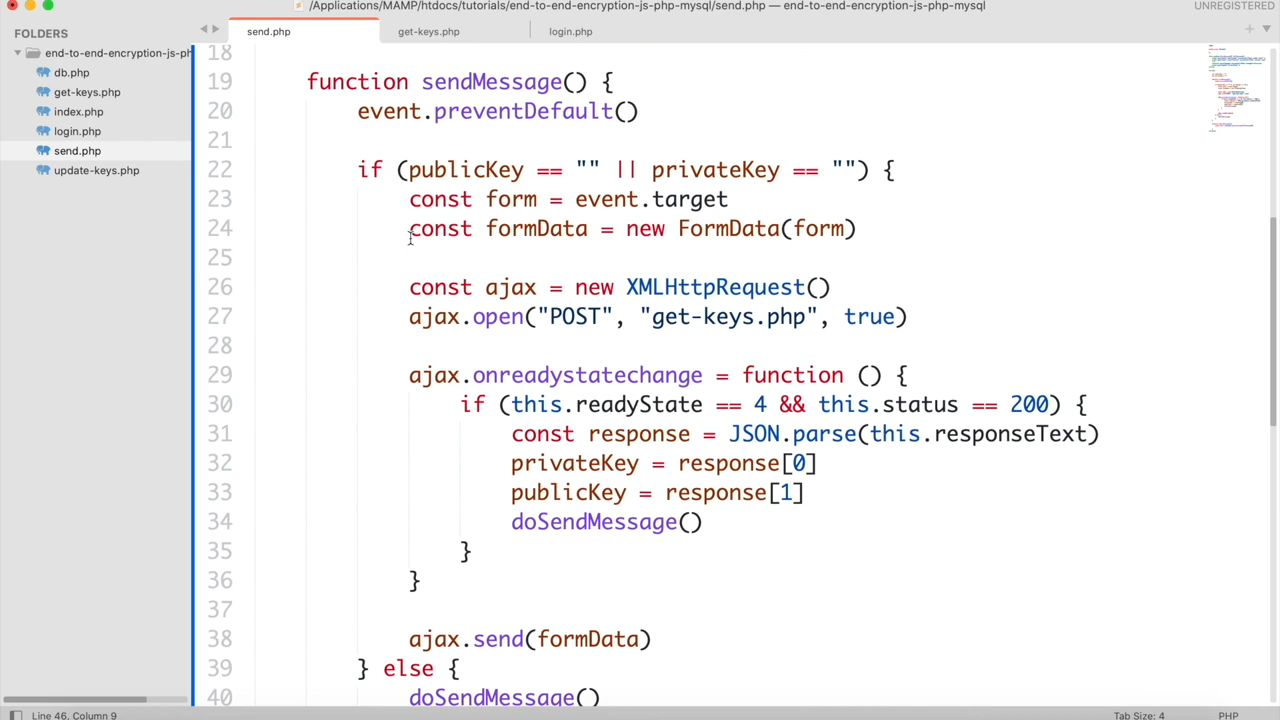 /Applications/MAMP/htdocs/tutorials/end-to-end-encryption-js-php-mysql/send.php — end-to-end-encryption-js-php-mysql
UNREGISTERED
FOLDERS
end-to-end-encryption-js-ph
db.php
get-keys.php
index.php
login.php
send.php
update-keys.php
send.php
get-keys.php
login.php
18
19 function sendMessage() {
20 event.preventDefault()
21
22 if (publicKey == "" || privateKey == "") {
23 const form = event.target
24 const formData = new FormData(form)
25
26 const ajax = new XMLHttpRequest()
27 ajax.open("POST", "get-keys.php", true)
28
29 ajax.onreadystatechange = function () {
30 if (this.readyState == 4 && this.status == 200) {
31 const response = JSON.parse(this.responseText)
32 privateKey = response[0]
33 publicKey = response[1]
34 doSendMessage()
35 }
36 }
37
38 ajax.send(formData)
39 } else {
40 doSendMessage()
Line 46, Column 9
Tab Size: 4
PHP